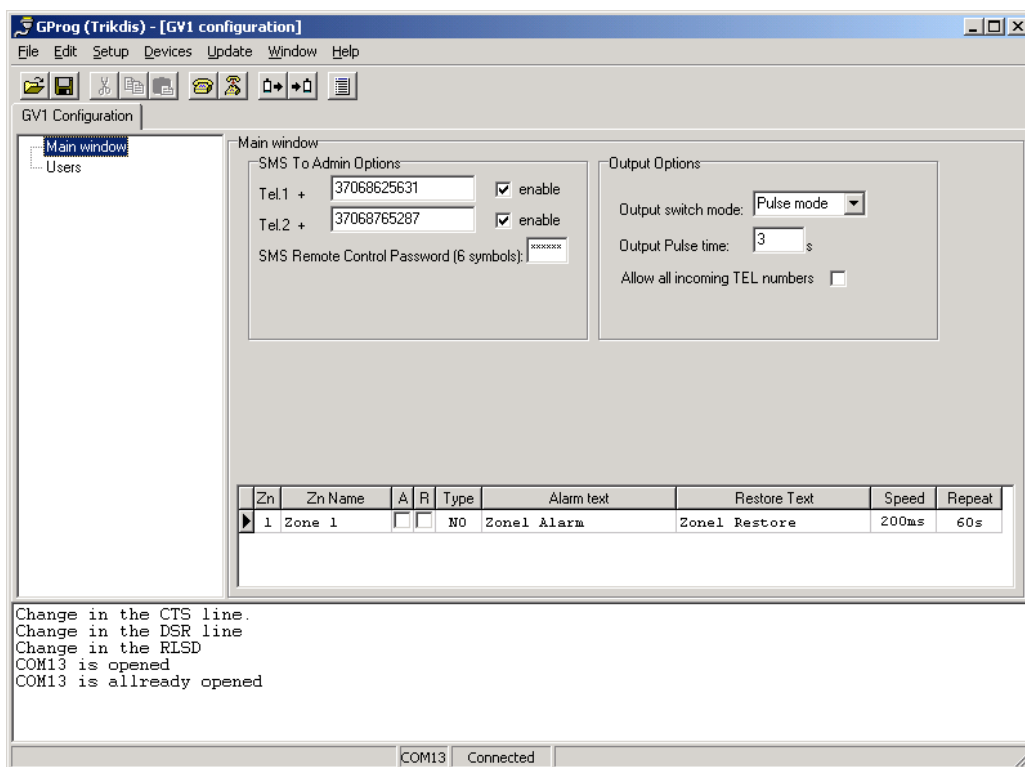 GProg (Trikdis) - [GV1 configuration]
File Edit Setup Devices Update Window Help
GV1 Configuration
Main window
Users
Main window
SMS To Admin Options
Tel.1 + 37068625631 enable
Tel.2 + 37068765287 enable
SMS Remote Control Password (6 symbols): xxxxxx
Output Options
Output switch mode: Pulse mode
Output Pulse time: 3 s
Allow all incoming TEL numbers
Zn Zn Name A R Type Alarm text Restore Text Speed Repeat
1 Zone 1 NO Zone1 Alarm Zone1 Restore 200ms 60s
Change in the CTS line.
Change in the DSR line
Change in the RLSD
COM13 is opened
COM13 is allready opened
COM13 Connected